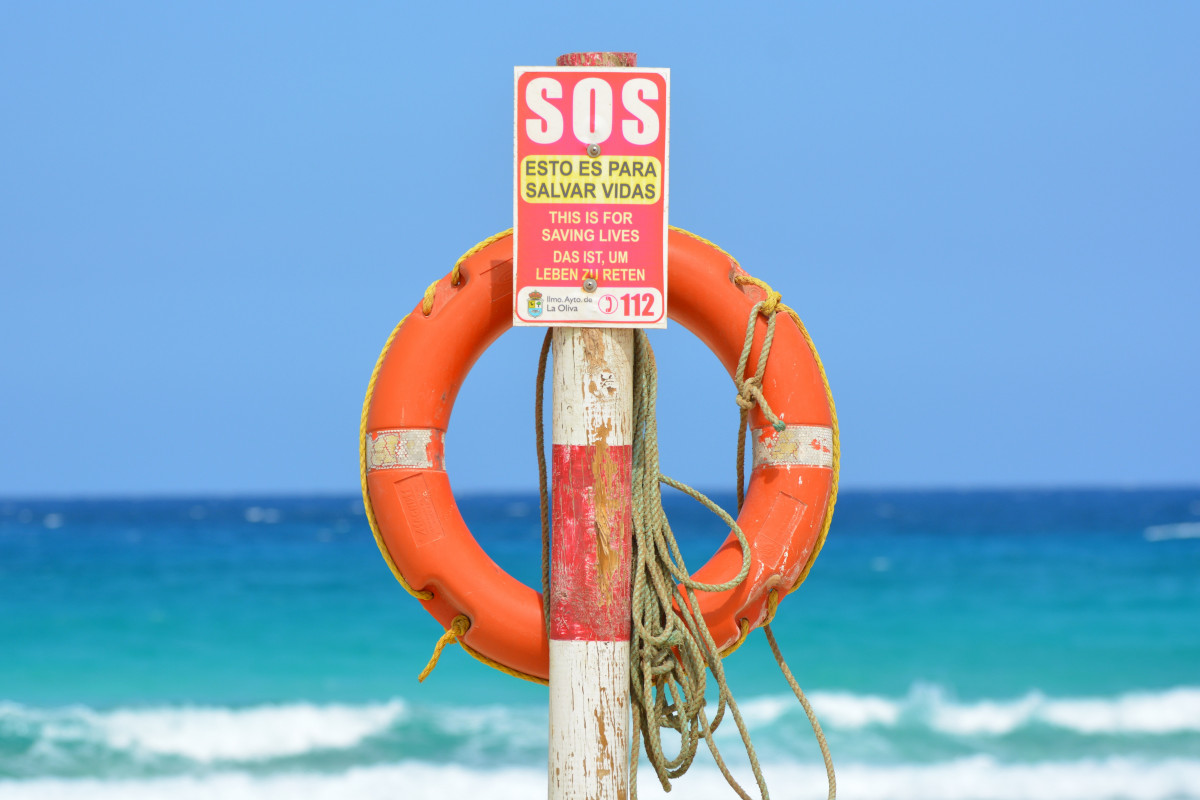 SOS
ESTO ES PARA
SALVAR VIDAS
THIS IS FOR
SAVING LIVES
DAS IST, UM
LEBEN ZU RETEN
Ilmo. Ayto. de
La Oliva
112